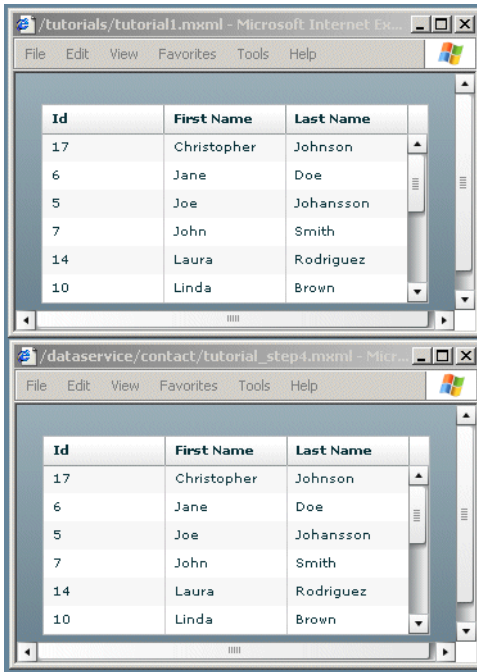 /tutorials/tutorial1.mxml - Microsoft Internet Ex...
File Edit View Favorites Tools Help
Id First Name Last Name
17 Christopher Johnson
6 Jane Doe
5 Joe Johansson
7 John Smith
14 Laura Rodriguez
10 Linda Brown
/dataservice/contact/tutorial_step4.mxml - Micr...
File Edit View Favorites Tools Help
Id First Name Last Name
17 Christopher Johnson
6 Jane Doe
5 Joe Johansson
7 John Smith
14 Laura Rodriguez
10 Linda Brown